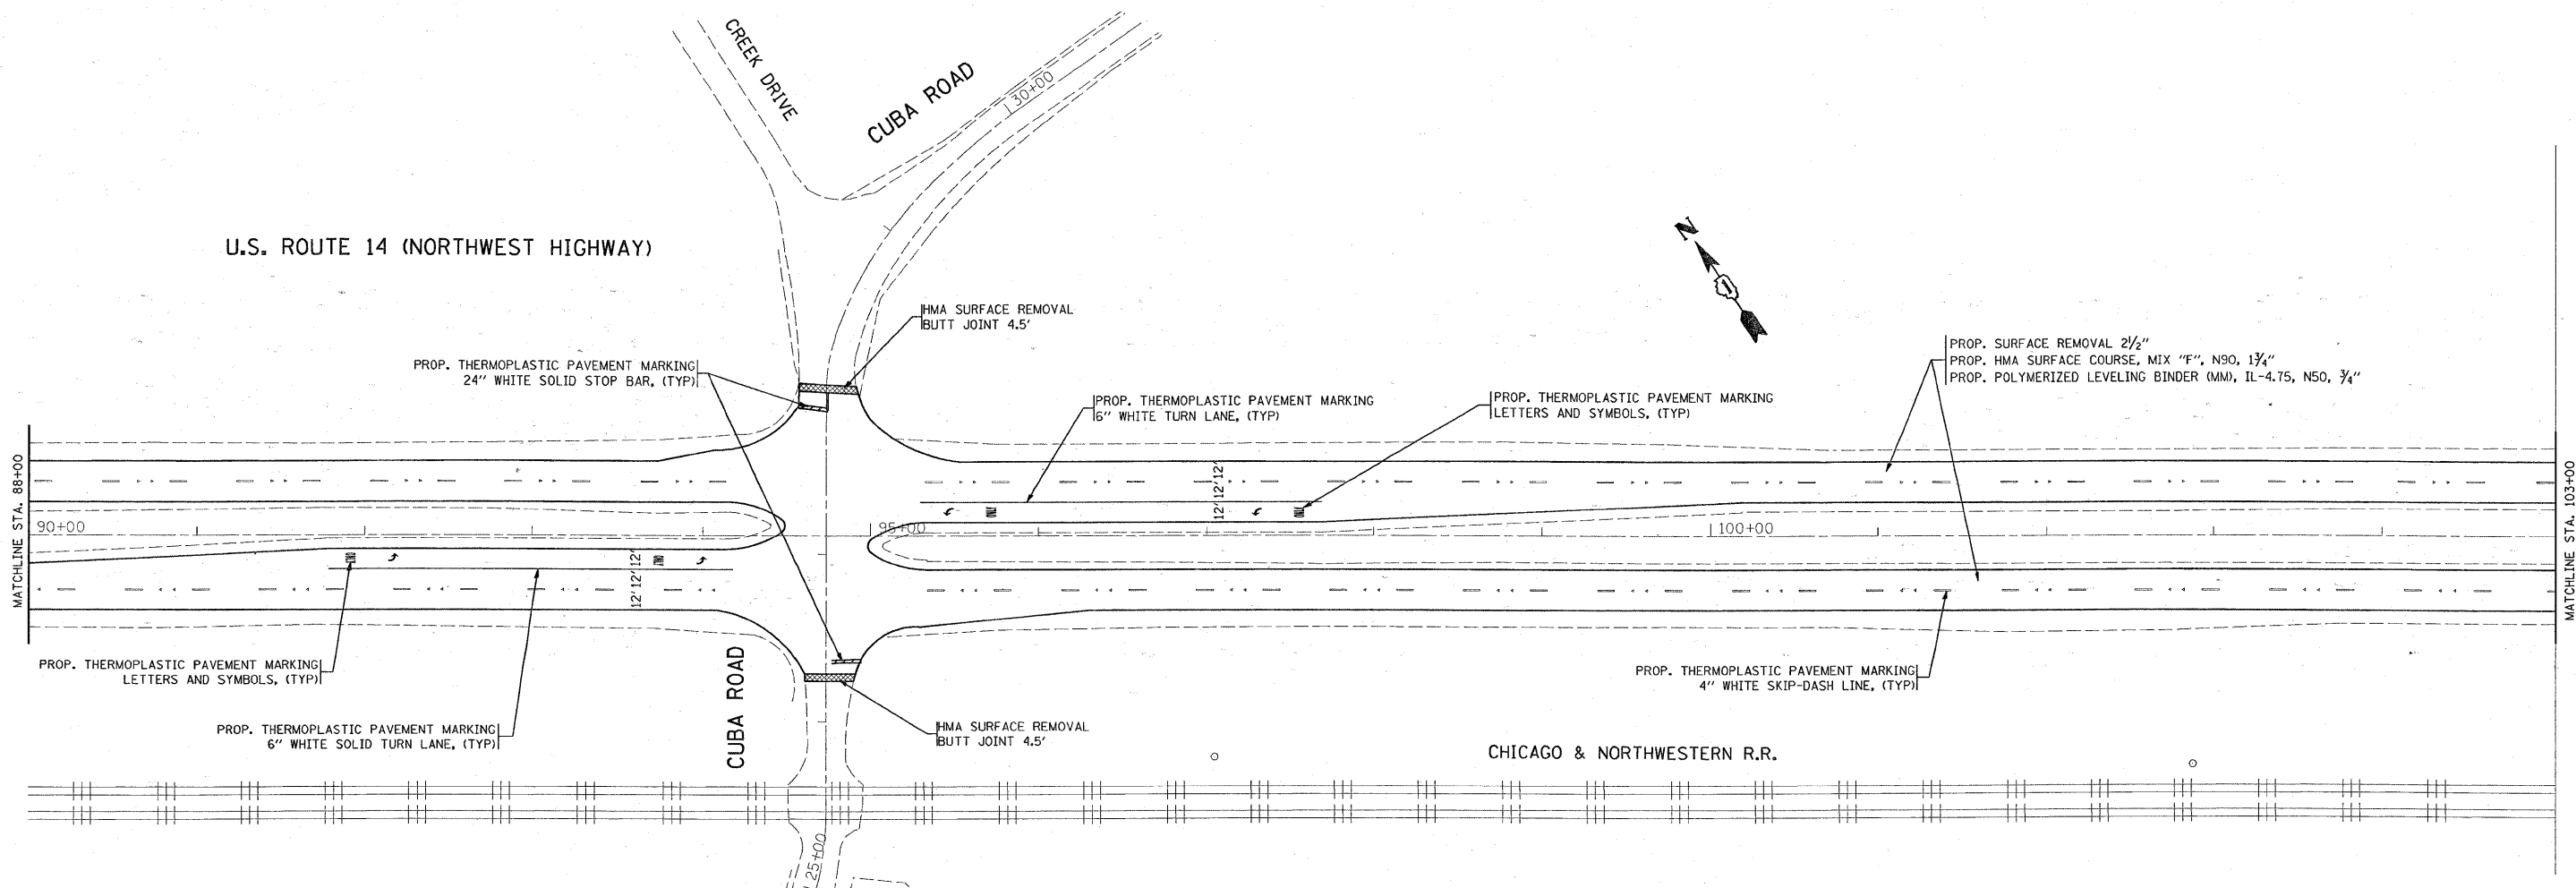 CREEK DRIVE
CUBA ROAD
30+00
U.S. ROUTE 14 (NORTHWEST HIGHWAY)
N
1
HMA SURFACE REMOVAL
BUTT JOINT 4.5'
PROP. THERMOPLASTIC PAVEMENT MARKING
24" WHITE SOLID STOP BAR, (TYP)
PROP. SURFACE REMOVAL 2 1/2"
PROP. HMA SURFACE COURSE, MIX "F", N90, 1 3/4"
PROP. POLYMERIZED LEVELING BINDER (MM), IL-4.75, N50, 3/4"
PROP. THERMOPLASTIC PAVEMENT MARKING
6" WHITE TURN LANE, (TYP)
PROP. THERMOPLASTIC PAVEMENT MARKING
LETTERS AND SYMBOLS, (TYP)
MATCHLINE STA. 88+00
MATCHLINE STA. 103+00
12' 12' 12'
90+00
95+00
100+00
12' 12' 12'
PROP. THERMOPLASTIC PAVEMENT MARKING
LETTERS AND SYMBOLS, (TYP)
PROP. THERMOPLASTIC PAVEMENT MARKING
6" WHITE SOLID TURN LANE, (TYP)
CUBA ROAD
HMA SURFACE REMOVAL
BUTT JOINT 4.5'
PROP. THERMOPLASTIC PAVEMENT MARKING
4" WHITE SKIP-DASH LINE, (TYP)
CHICAGO & NORTHWESTERN R.R.
25+00